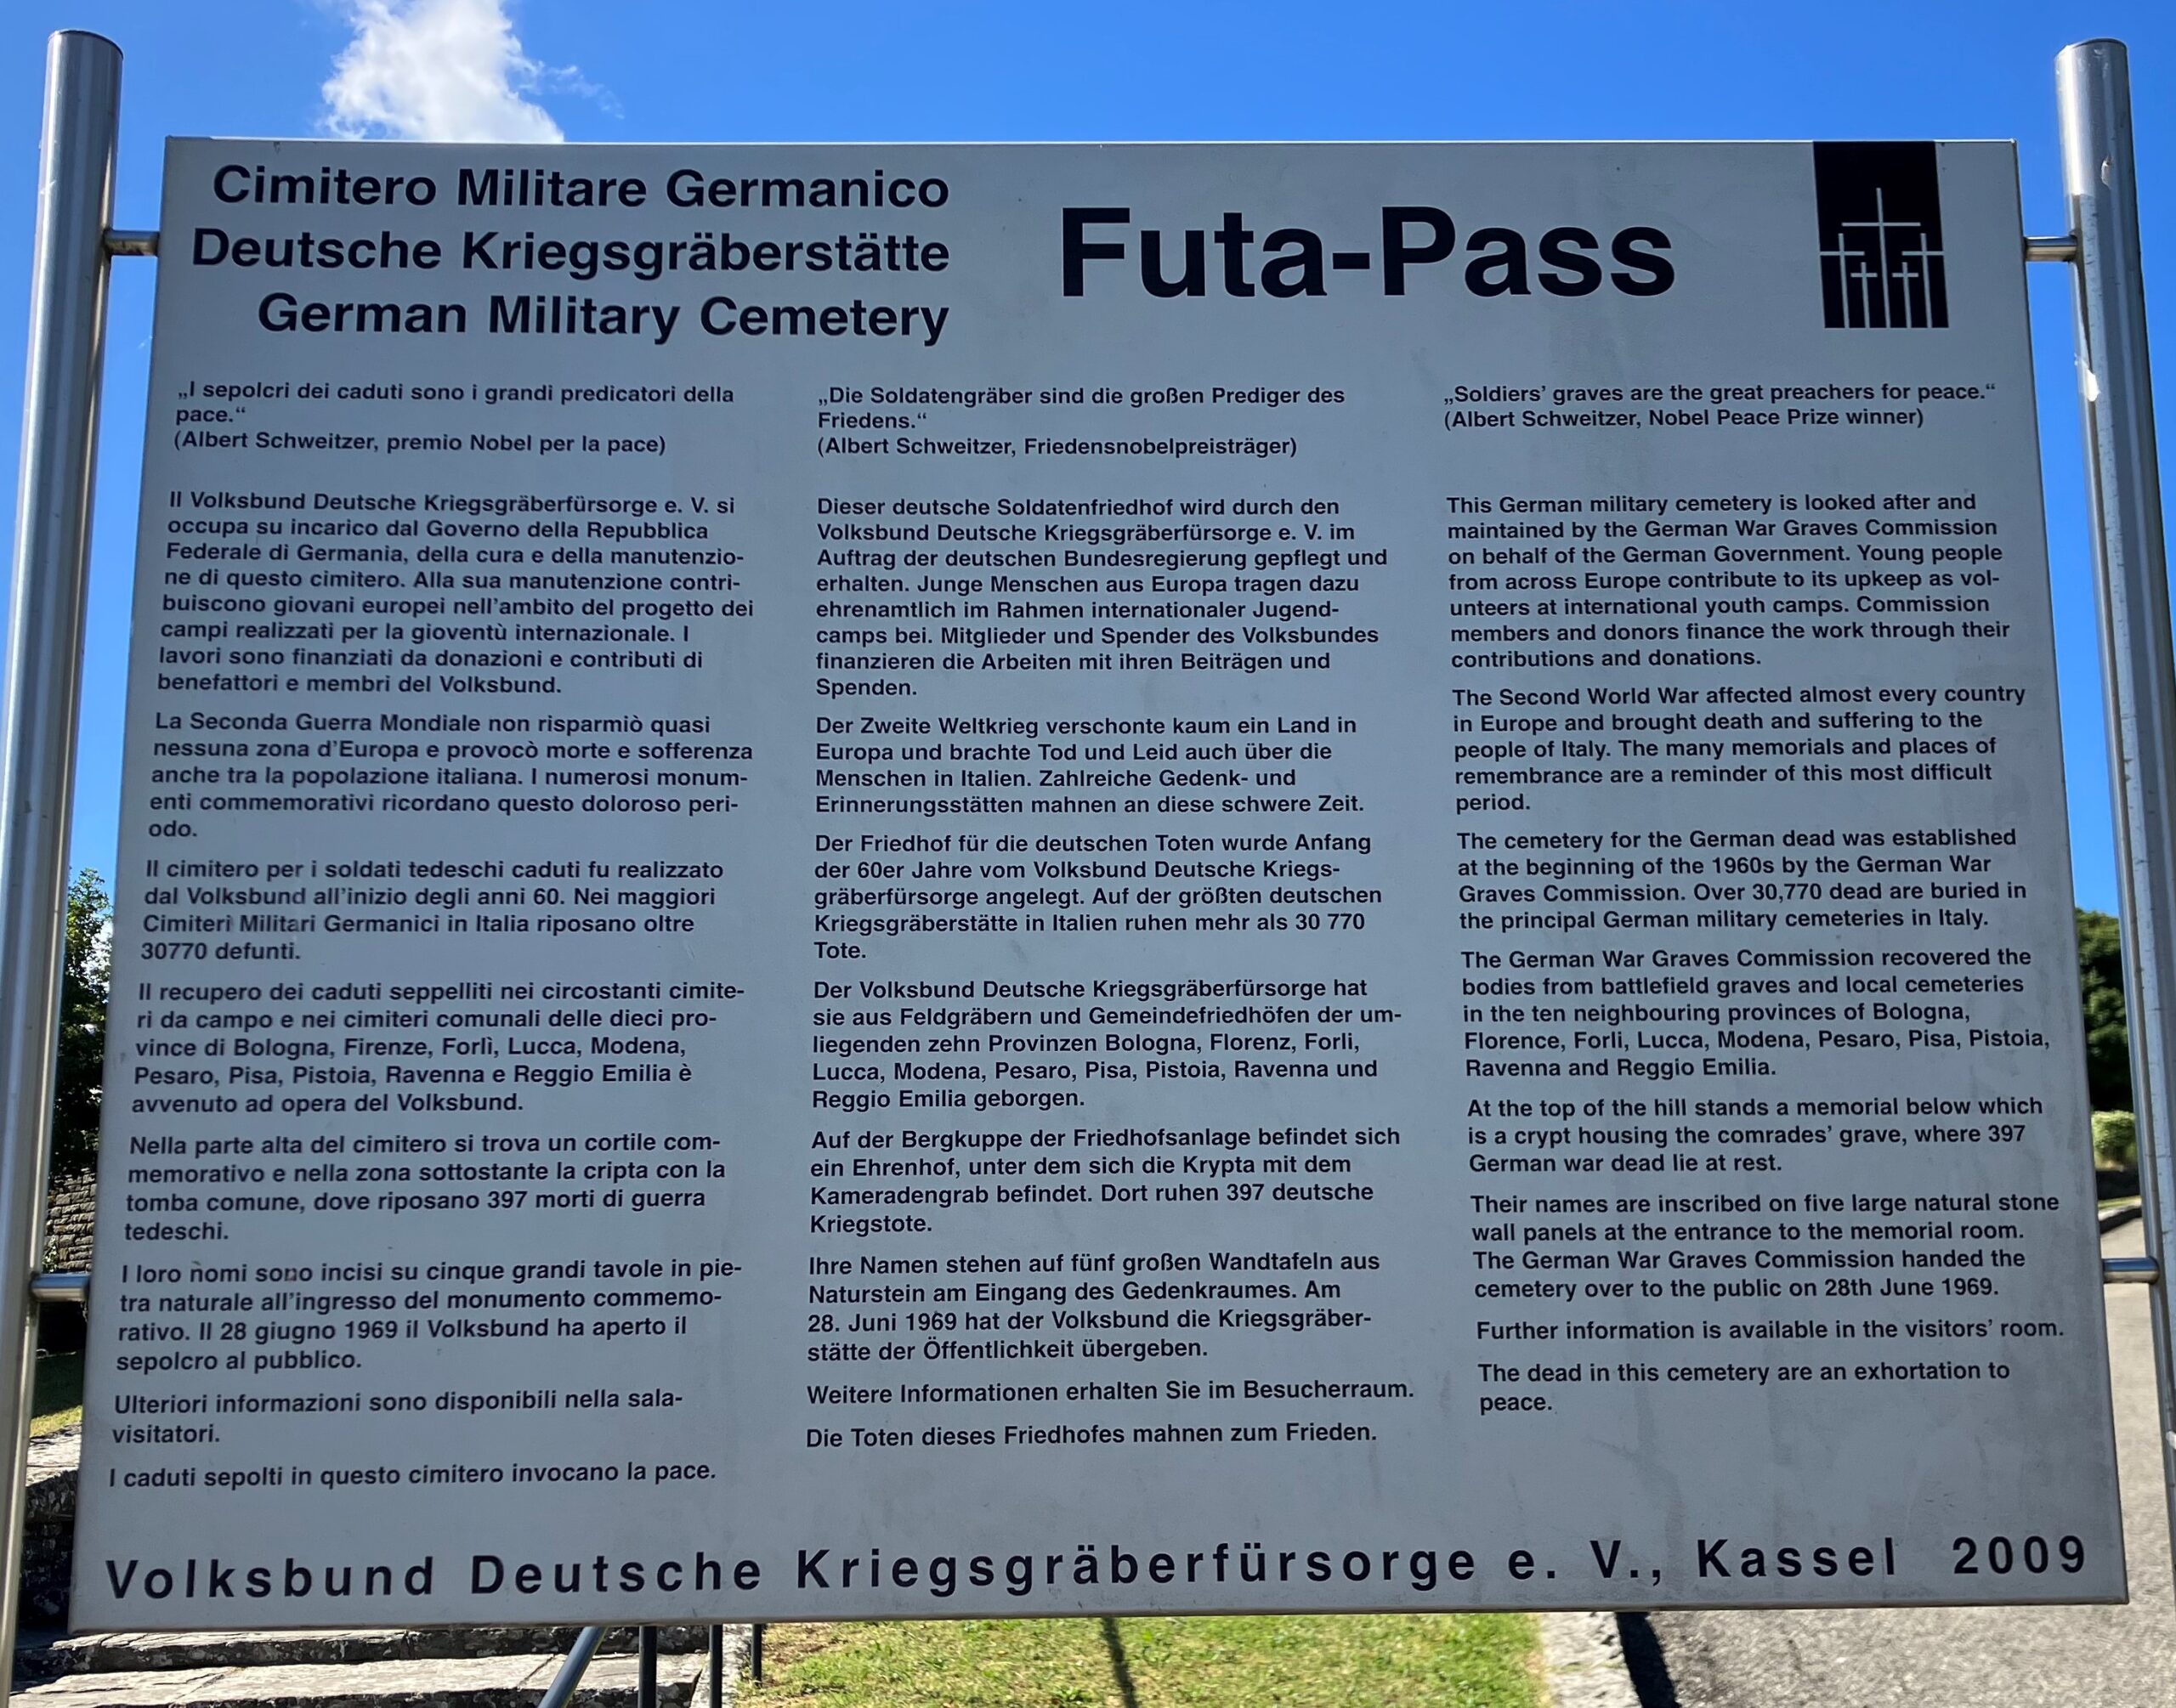 Cimitero Militare Germanico
Deutsche Kriegsgräberstätte
German Military Cemetery
Futa-Pass
„I sepolcri dei caduti sono i grandi predicatori della
pace.“
(Albert Schweitzer, premio Nobel per la pace)
Il Volksbund Deutsche Kriegsgräberfürsorge e. V. si
occupa su incarico dal Governo della Repubblica
Federale di Germania, della cura e della manutenzio-
ne di questo cimitero. Alla sua manutenzione contri-
buiscono giovani europei nell'ambito del progetto dei
campi realizzati per la gioventù internazionale. I
lavori sono finanziati da donazioni e contributi di
benefattori e membri del Volksbund.
La Seconda Guerra Mondiale non risparmiò quasi
nessuna zona d'Europa e provocò morte e sofferenza
anche tra la popolazione italiana. I numerosi monum-
enti commemorativi ricordano questo doloroso peri-
odo.
Il cimitero per i soldati tedeschi caduti fu realizzato
dal Volksbund all'inizio degli anni 60. Nei maggiori
Cimiteri Militari Germanici in Italia riposano oltre
30770 defunti.
Il recupero dei caduti seppelliti nei circostanti cimite-
ri da campo e nei cimiteri comunali delle dieci pro-
vince di Bologna, Firenze, Forlì, Lucca, Modena,
Pesaro, Pisa, Pistoia, Ravenna e Reggio Emilia è
avvenuto ad opera del Volksbund.
Nella parte alta del cimitero si trova un cortile com-
memorativo e nella zona sottostante la cripta con la
tomba comune, dove riposano 397 morti di guerra
tedeschi.
I loro nomi sono incisi su cinque grandi tavole in pie-
tra naturale all'ingresso del monumento commemo-
rativo. Il 28 giugno 1969 il Volksbund ha aperto il
sepolcro al pubblico.
Ulteriori informazioni sono disponibili nella sala-
visitatori.
I caduti sepolti in questo cimitero invocano la pace.
„Die Soldatengräber sind die großen Prediger des
Friedens.“
(Albert Schweitzer, Friedensnobelpreisträger)
Dieser deutsche Soldatenfriedhof wird durch den
Volksbund Deutsche Kriegsgräberfürsorge e. V. im
Auftrag der deutschen Bundesregierung gepflegt und
erhalten. Junge Menschen aus Europa tragen dazu
ehrenamtlich im Rahmen internationaler Jugend-
camps bei. Mitglieder und Spender des Volksbundes
finanzieren die Arbeiten mit ihren Beiträgen und
Spenden.
Der Zweite Weltkrieg verschonte kaum ein Land in
Europa und brachte Tod und Leid auch über die
Menschen in Italien. Zahlreiche Gedenk- und
Erinnerungsstätten mahnen an diese schwere Zeit.
Der Friedhof für die deutschen Toten wurde Anfang
der 60er Jahre vom Volksbund Deutsche Kriegs-
gräberfürsorge angelegt. Auf der größten deutschen
Kriegsgräberstätte in Italien ruhen mehr als 30 770
Tote.
Der Volksbund Deutsche Kriegsgräberfürsorge hat
sie aus Feldgräbern und Gemeindefriedhöfen der um-
liegenden zehn Provinzen Bologna, Florenz, Forli,
Lucca, Modena, Pesaro, Pisa, Pistoia, Ravenna und
Reggio Emilia geborgen.
Auf der Bergkuppe der Friedhofsanlage befindet sich
ein Ehrenhof, unter dem sich die Krypta mit dem
Kameradengrab befindet. Dort ruhen 397 deutsche
Kriegstote.
Ihre Namen stehen auf fünf großen Wandtafeln aus
Naturstein am Eingang des Gedenkraumes. Am
28. Juni 1969 hat der Volksbund die Kriegsgräber-
stätte der Öffentlichkeit übergeben.
Weitere Informationen erhalten Sie im Besucherraum.
Die Toten dieses Friedhofes mahnen zum Frieden.
„Soldiers' graves are the great preachers for peace.“
(Albert Schweitzer, Nobel Peace Prize winner)
This German military cemetery is looked after and
maintained by the German War Graves Commission
on behalf of the German Government. Young people
from across Europe contribute to its upkeep as vol-
unteers at international youth camps. Commission
members and donors finance the work through their
contributions and donations.
The Second World War affected almost every country
in Europe and brought death and suffering to the
people of Italy. The many memorials and places of
remembrance are a reminder of this most difficult
period.
The cemetery for the German dead was established
at the beginning of the 1960s by the German War
Graves Commission. Over 30,770 dead are buried in
the principal German military cemeteries in Italy.
The German War Graves Commission recovered the
bodies from battlefield graves and local cemeteries
in the ten neighbouring provinces of Bologna,
Florence, Forli, Lucca, Modena, Pesaro, Pisa, Pistoia,
Ravenna and Reggio Emilia.
At the top of the hill stands a memorial below which
is a crypt housing the comrades' grave, where 397
German war dead lie at rest.
Their names are inscribed on five large natural stone
wall panels at the entrance to the memorial room.
The German War Graves Commission handed the
cemetery over to the public on 28th June 1969.
Further information is available in the visitors' room.
The dead in this cemetery are an exhortation to
peace.
Volksbund Deutsche Kriegsgräberfürsorge e. V., Kassel 2009